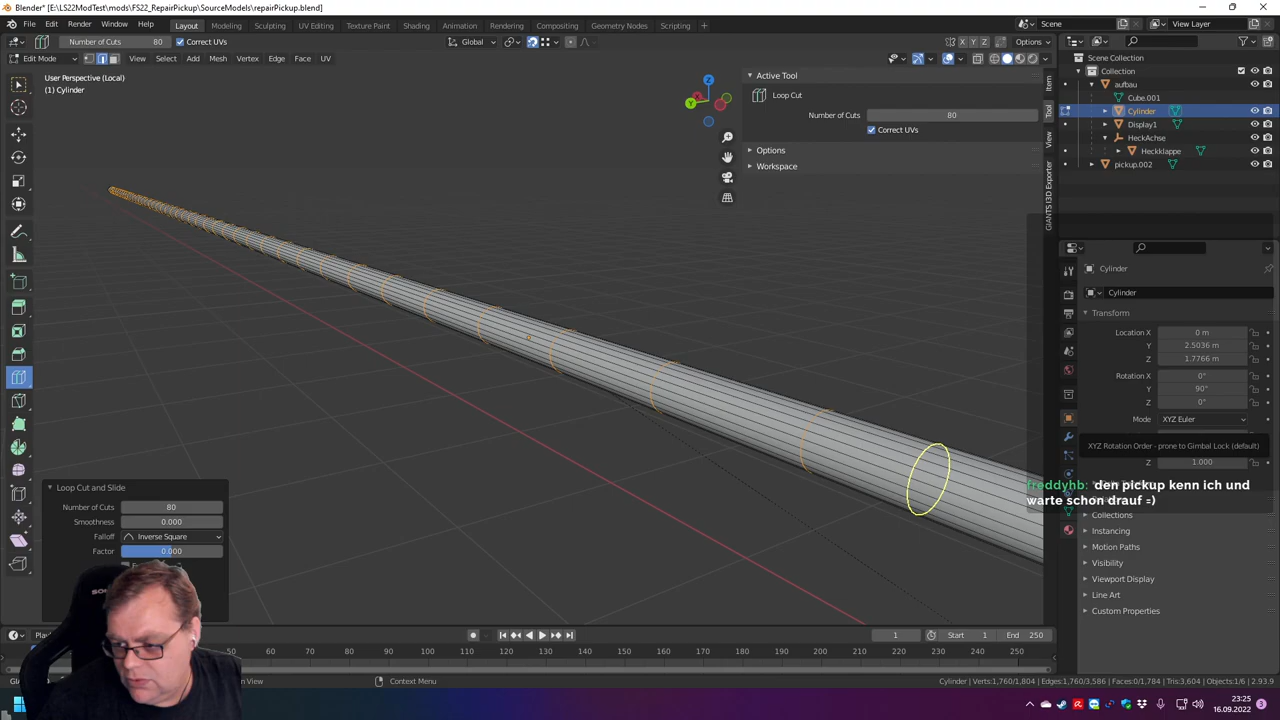 Blender* [E:\LS22ModTest\mods\FS22_RepairPickup\SourceModels\repairPickup.blend]
File Edit Render Window Help Layout Modeling Sculpting UV Editing Texture Paint Shading Animation Rendering Compositing Geometry Nodes Scripting + Scene View Layer
Number of Cuts 80 Correct UVs Global X Y Z Options
Edit Mode View Select Add Mesh Vertex Edge Face UV
User Perspective (Local)
(1) Cylinder
Active Tool
Loop Cut
Number of Cuts 80
Correct UVs
Options
Workspace
Item
Tool
View
GIANTS I3D Exporter
Scene Collection
Collection
aufbau
Cube.001
Cylinder
Display1
HeckAchse
Heckklappe
pickup.002
Cylinder
Cylinder
Transform
Location X 0 m
Y 2.5036 m
Z 1.7766 m
Rotation X 0°
Y 90°
Z 0°
Mode XYZ Euler
XYZ Rotation Order - prone to Gimbal Lock (default)
Z 1.000
freddyhb: den pickup kenn ich und
warte schon drauf =)
Collections
Instancing
Motion Paths
Visibility
Viewport Display
Line Art
Custom Properties
Loop Cut and Slide
Number of Cuts 80
Smoothness 0.000
Falloff Inverse Square
Factor 0.000
1 Start 1 End 250
50 60 70 80 90 100 110 120 130 140 150 160 170 180 190 200 210 220 230 240 250
Context Menu
Cylinder | Verts:1,760/1,804 | Edges:1,760/3,586 | Faces:0/1,784 | Tris:3,604 | Objects:1/6 | 2.93.9
23:25
16.09.2022